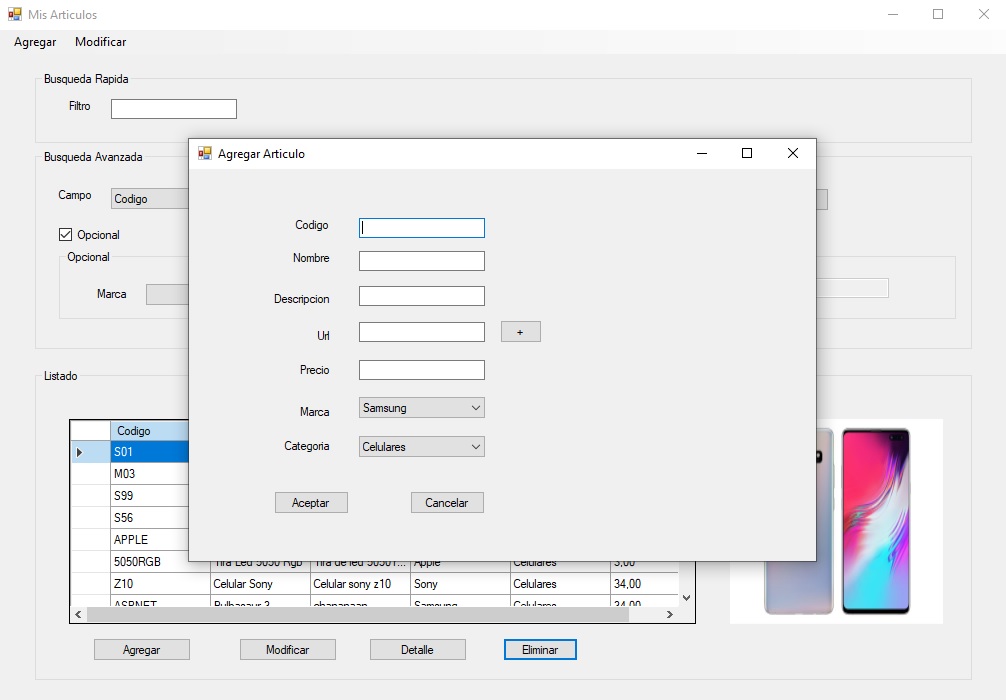 Mis Articulos
Agregar Modificar
Busqueda Rapida
Filtro
Busqueda Avanzada
Campo Codigo
Opcional
Opcional
Marca
Agregar Articulo
Codigo
Nombre
Descripcion
Url +
Precio
Marca Samsung
Categoria Celulares
Aceptar Cancelar
Listado
Codigo
S01
M03
S99
S56
APPLE
5050RGB Tira Led 5050 Rgb Tira de led 50501... Apple Celulares 3,00
Z10 Celular Sony Celular sony z10 Sony Celulares 34,00
ASPNET Bulbasaur 3 Samsung Celulares 34,00
Agregar Modificar Detalle Eliminar